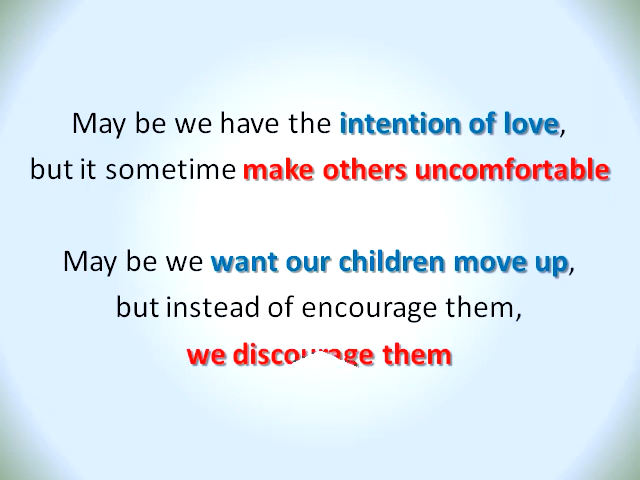 May be we have the intention of love,
but it sometime make others uncomfortable
May be we want our children move up,
but instead of encourage them,
we discourage them